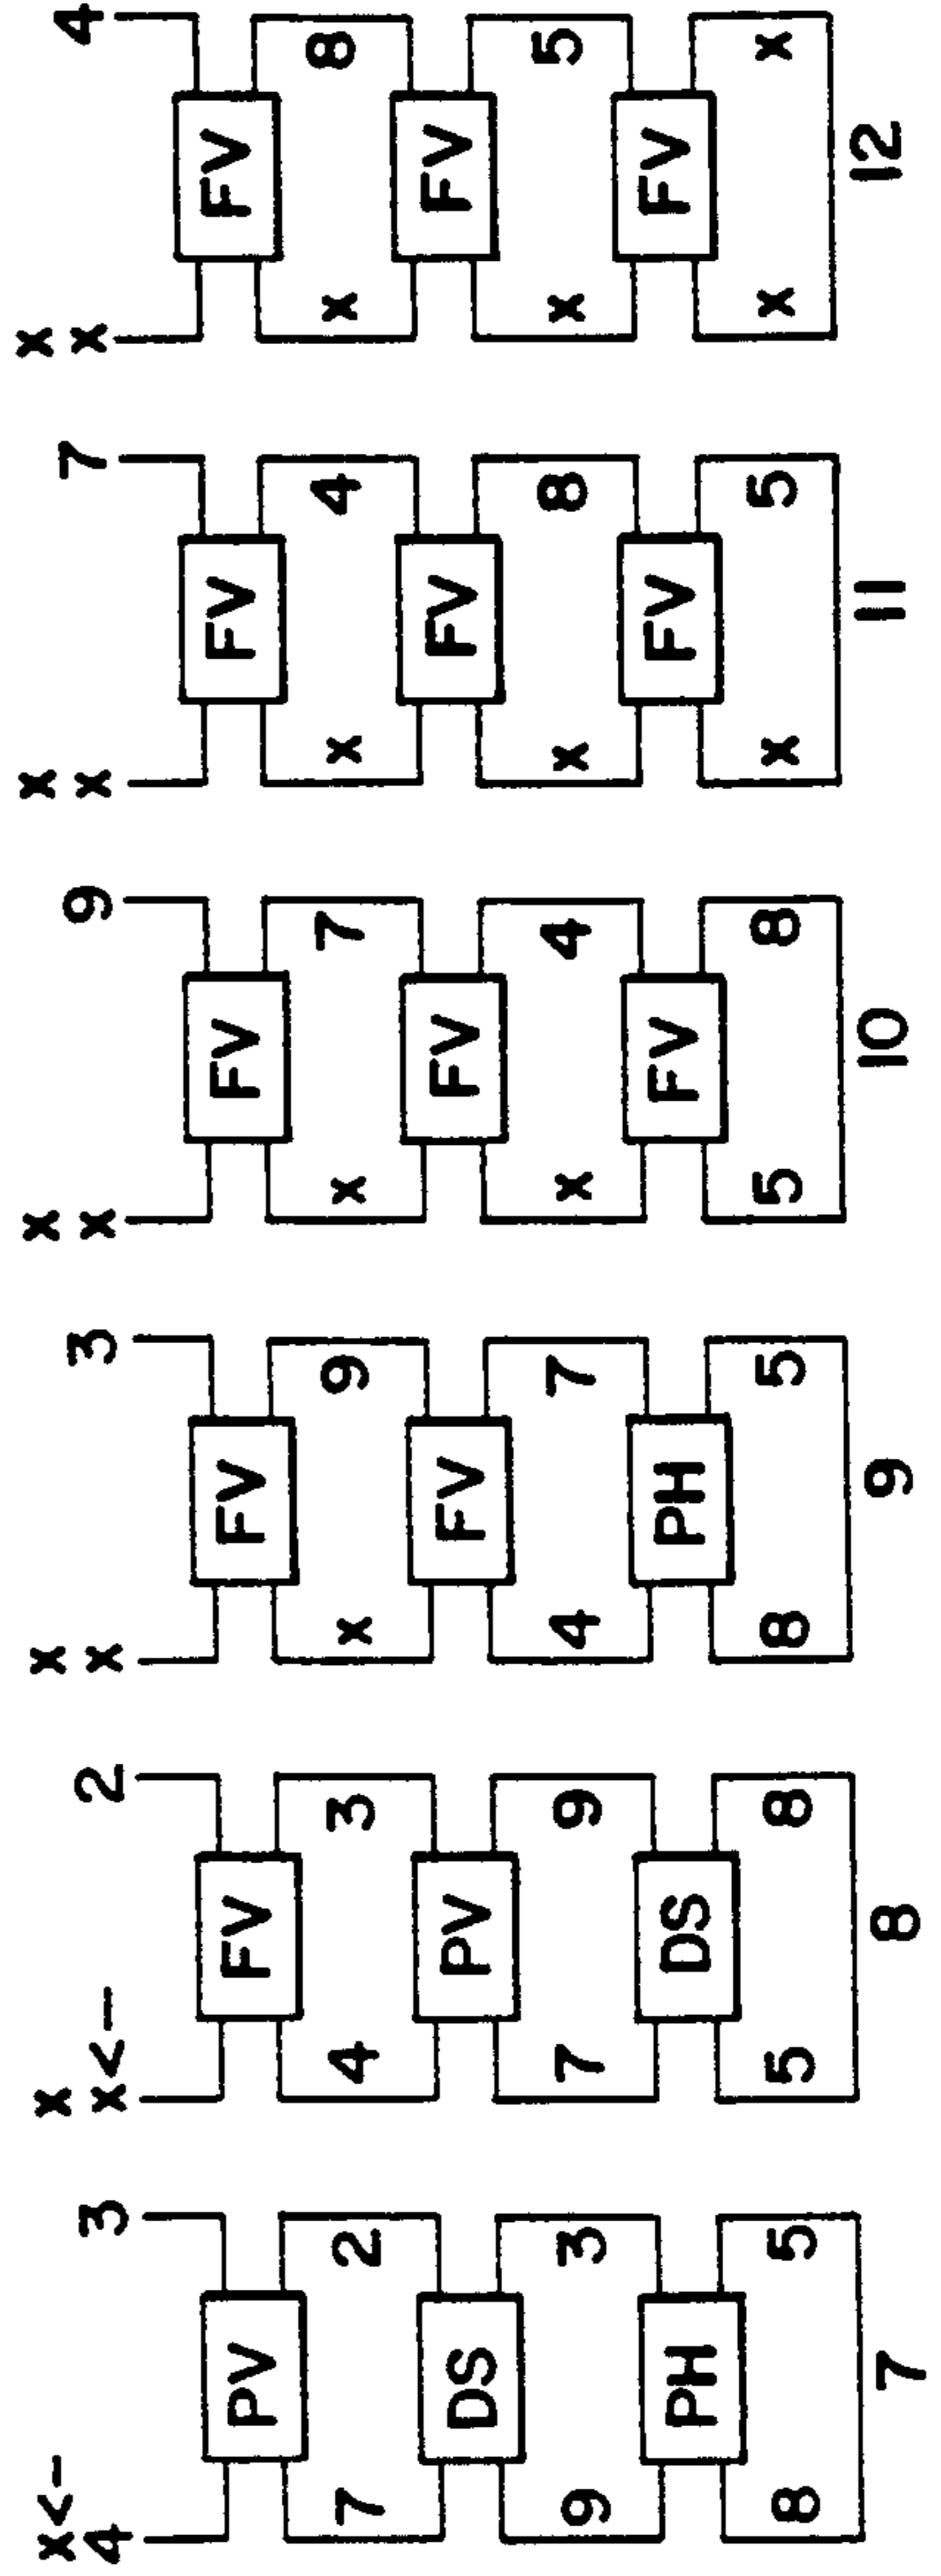 x<- x x x x x
4 3 x<- 2 x 3 x 9 x 7 x 4
PV FV FV FV FV FV
7 2 4 3 x 9 x 7 x 4 x 8
DS PV FV FV FV FV
9 3 7 9 4 7 x 4 x 8 x 5
PH DS PH FV FV FV
8 5 5 8 8 5 5 8 x 5 x x
7 8 9 10 11 12